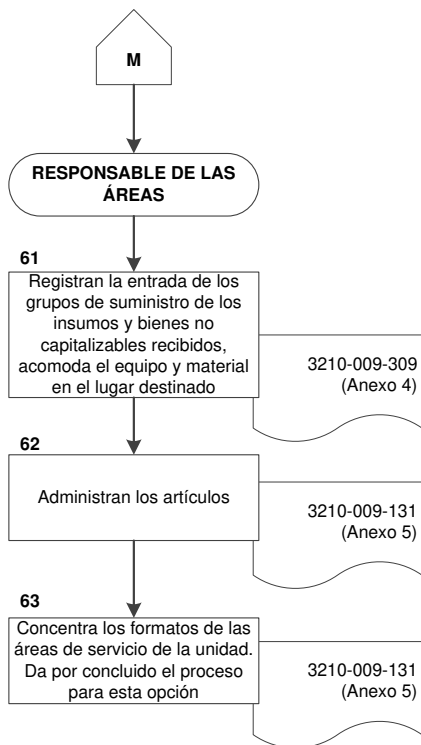 M
RESPONSABLE DE LAS
ÁREAS
61
Registran la entrada de los
grupos de suministro de los
insumos y bienes no
capitalizables recibidos,
acomoda el equipo y material
en el lugar destinado
3210-009-309
(Anexo 4)
62
Administran los artículos
3210-009-131
(Anexo 5)
63
Concentra los formatos de las
áreas de servicio de la unidad.
Da por concluido el proceso
para esta opción
3210-009-131
(Anexo 5)